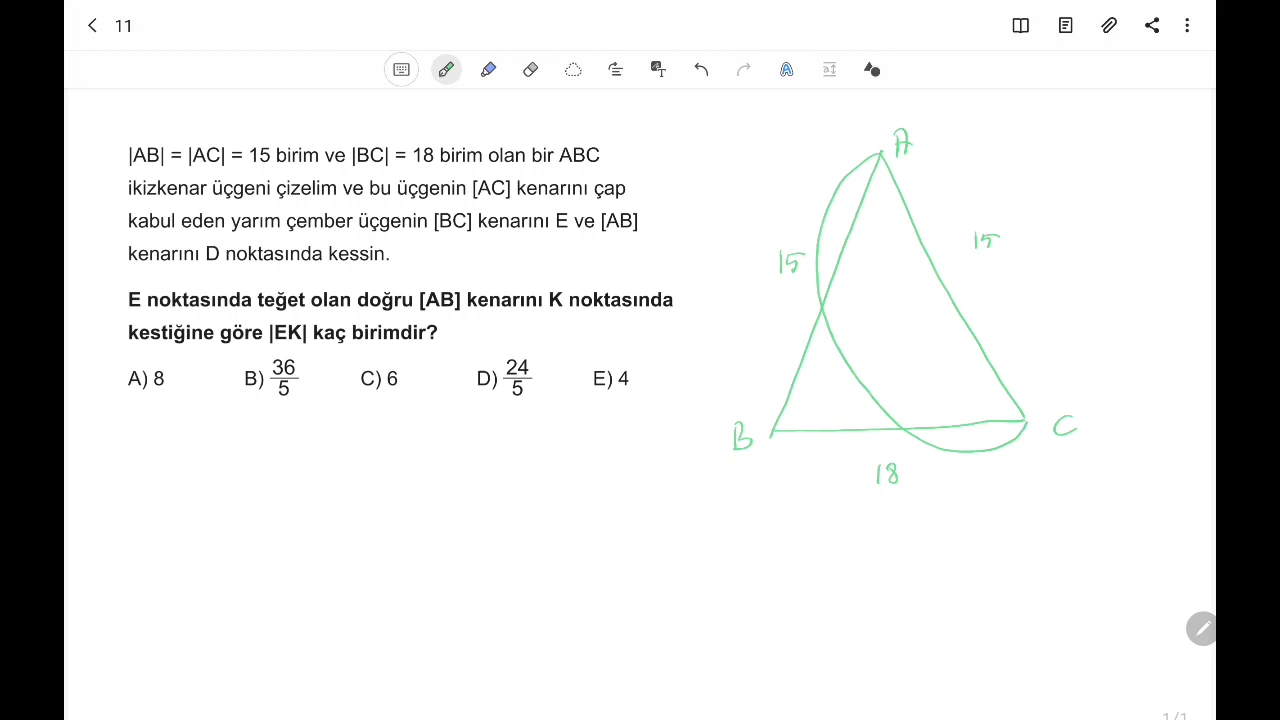 11
|AB| = |AC| = 15 birim ve |BC| = 18 birim olan bir ABC
ikizkenar üçgeni çizelim ve bu üçgenin [AC] kenarını çap
kabul eden yarım çember üçgenin [BC] kenarını E ve [AB]
kenarını D noktasında kessin.
E noktasında teğet olan doğru [AB] kenarını K noktasında
kestiğine göre |EK| kaç birimdir?
A) 8 B) 36/5 C) 6 D) 24/5 E) 4
A
15
15
B
C
18
1/1